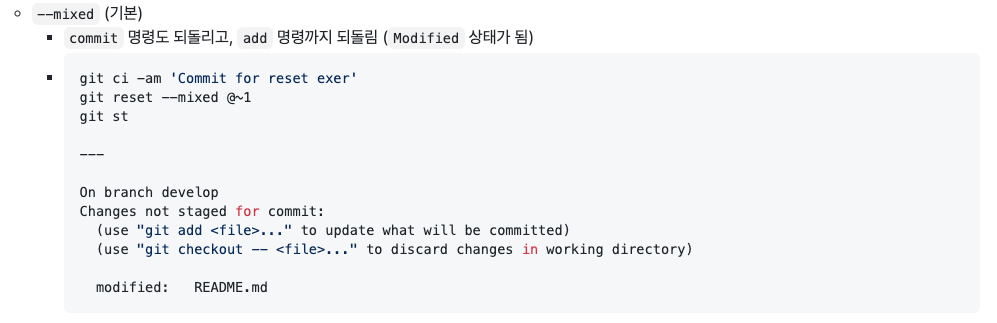 --mixed (기본)
commit 명령도 되돌리고, add 명령까지 되돌림 ( Modified 상태가 됨)
git ci -am 'Commit for reset exer'
git reset --mixed @~1
git st
---
On branch develop
Changes not staged for commit:
  (use "git add <file>..." to update what will be committed)
  (use "git checkout -- <file>..." to discard changes in working directory)
  modified:   README.md